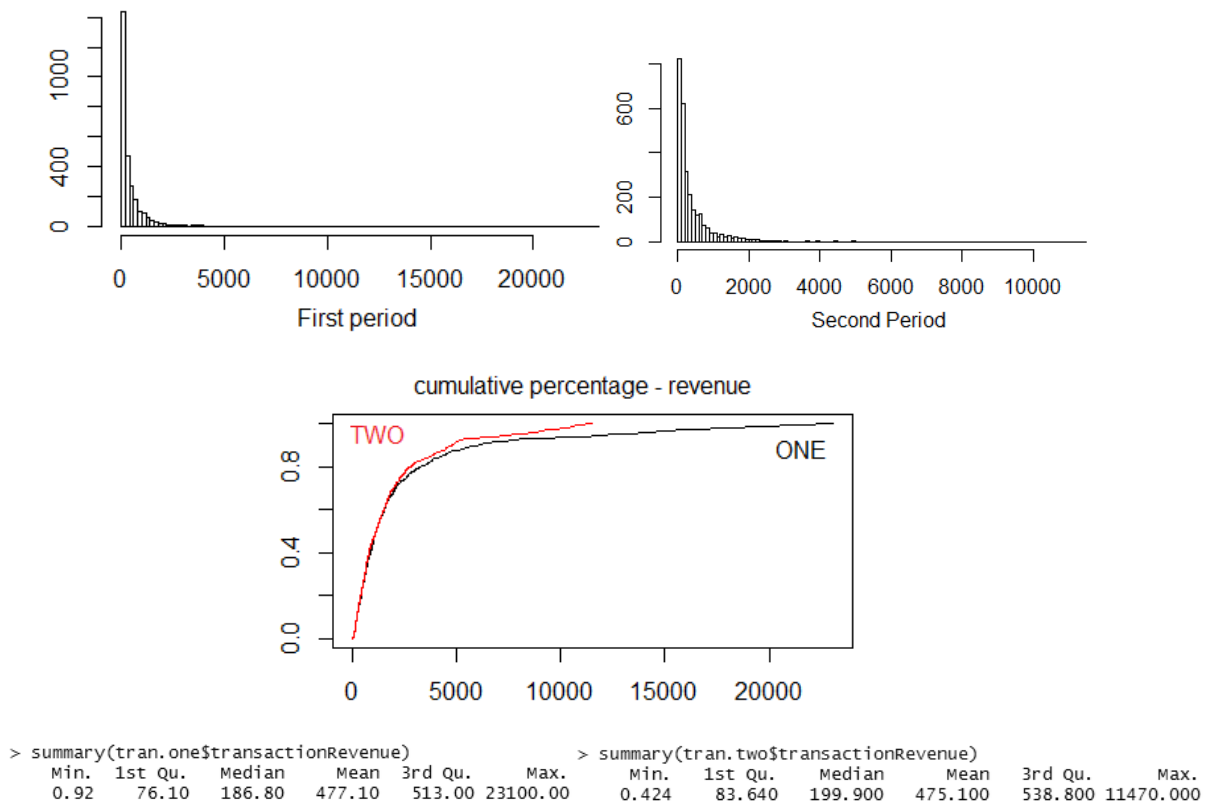 1000
400
0
0 5000 10000 15000 20000
First period
600
200
0
0 2000 4000 6000 8000 10000
Second Period
cumulative percentage - revenue
TWO
ONE
0.8
0.4
0.0
0 5000 10000 15000 20000
> summary(tran.one$transactionRevenue)
Min. 1st Qu. Median Mean 3rd Qu. Max.
0.92 76.10 186.80 477.10 513.00 23100.00
> summary(tran.two$transactionRevenue)
Min. 1st Qu. Median Mean 3rd Qu. Max.
0.424 83.640 199.900 475.100 538.800 11470.000